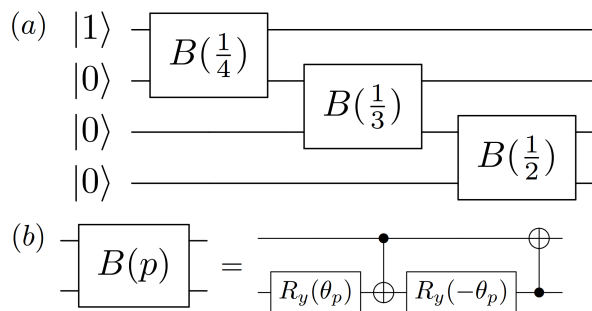 (a) |1⟩ B(1/4)
|0⟩ B(1/3)
|0⟩ B(1/2)
|0⟩
(b) B(p) = R_y(θ_p) R_y(−θ_p)